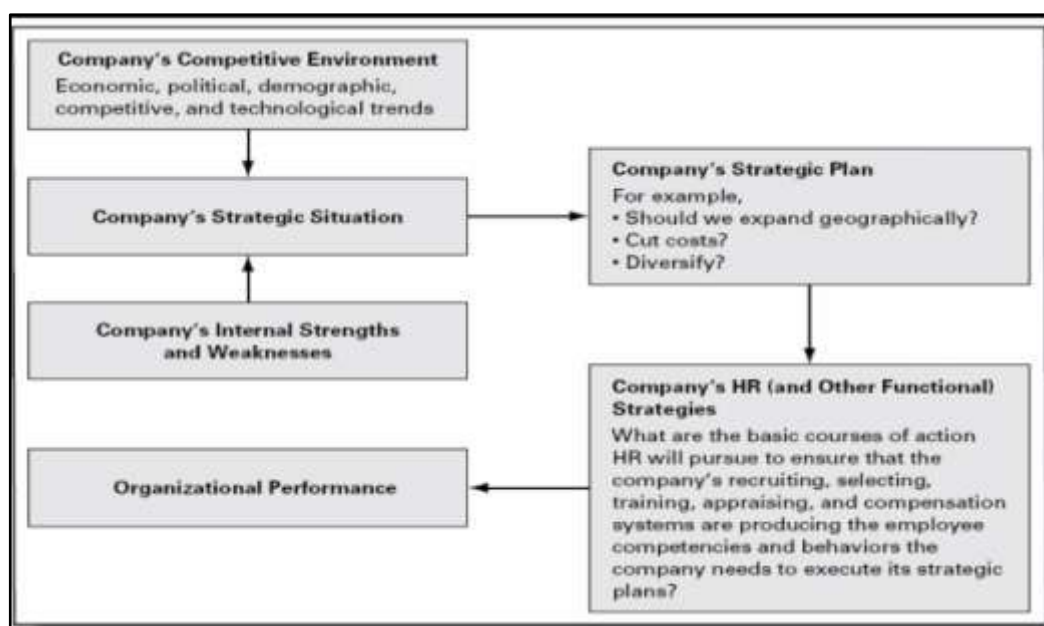 Company's Competitive Environment
Economic, political, demographic,
competitive, and technological trends
Company's Strategic Situation
Company's Internal Strengths
and Weaknesses
Company's Strategic Plan
For example,
• Should we expand geographically?
• Cut costs?
• Diversify?
Company's HR (and Other Functional)
Strategies
What are the basic courses of action
HR will pursue to ensure that the
company's recruiting, selecting,
training, appraising, and compensation
systems are producing the employee
competencies and behaviors the
company needs to execute its strategic
plans?
Organizational Performance